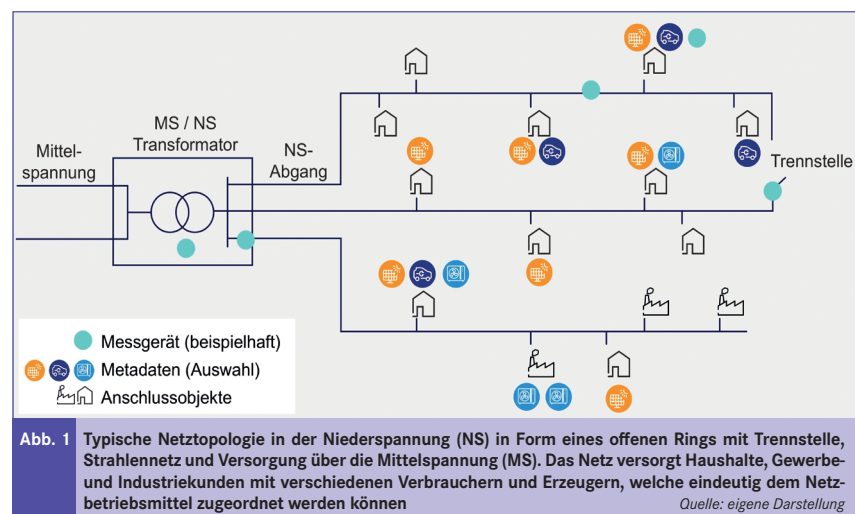 MS / NS
Transformator
Mittel-
spannung
NS-
Abgang
Trennstelle
Messgerät (beispielhaft)
Metadaten (Auswahl)
Anschlussobjekte
Abb. 1 Typische Netztopologie in der Niederspannung (NS) in Form eines offenen Rings mit Trennstelle,
Strahlennetz und Versorgung über die Mittelspannung (MS). Das Netz versorgt Haushalte, Gewerbe-
und Industriekunden mit verschiedenen Verbrauchern und Erzeugern, welche eindeutig dem Netz-
betriebsmittel zugeordnet werden können Quelle: eigene Darstellung